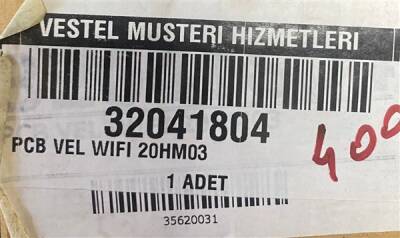 VESTEL MUSTERI HIZMETLERI
32041804
PCB VEL WIFI 20HM03
400
1 ADET
35620031